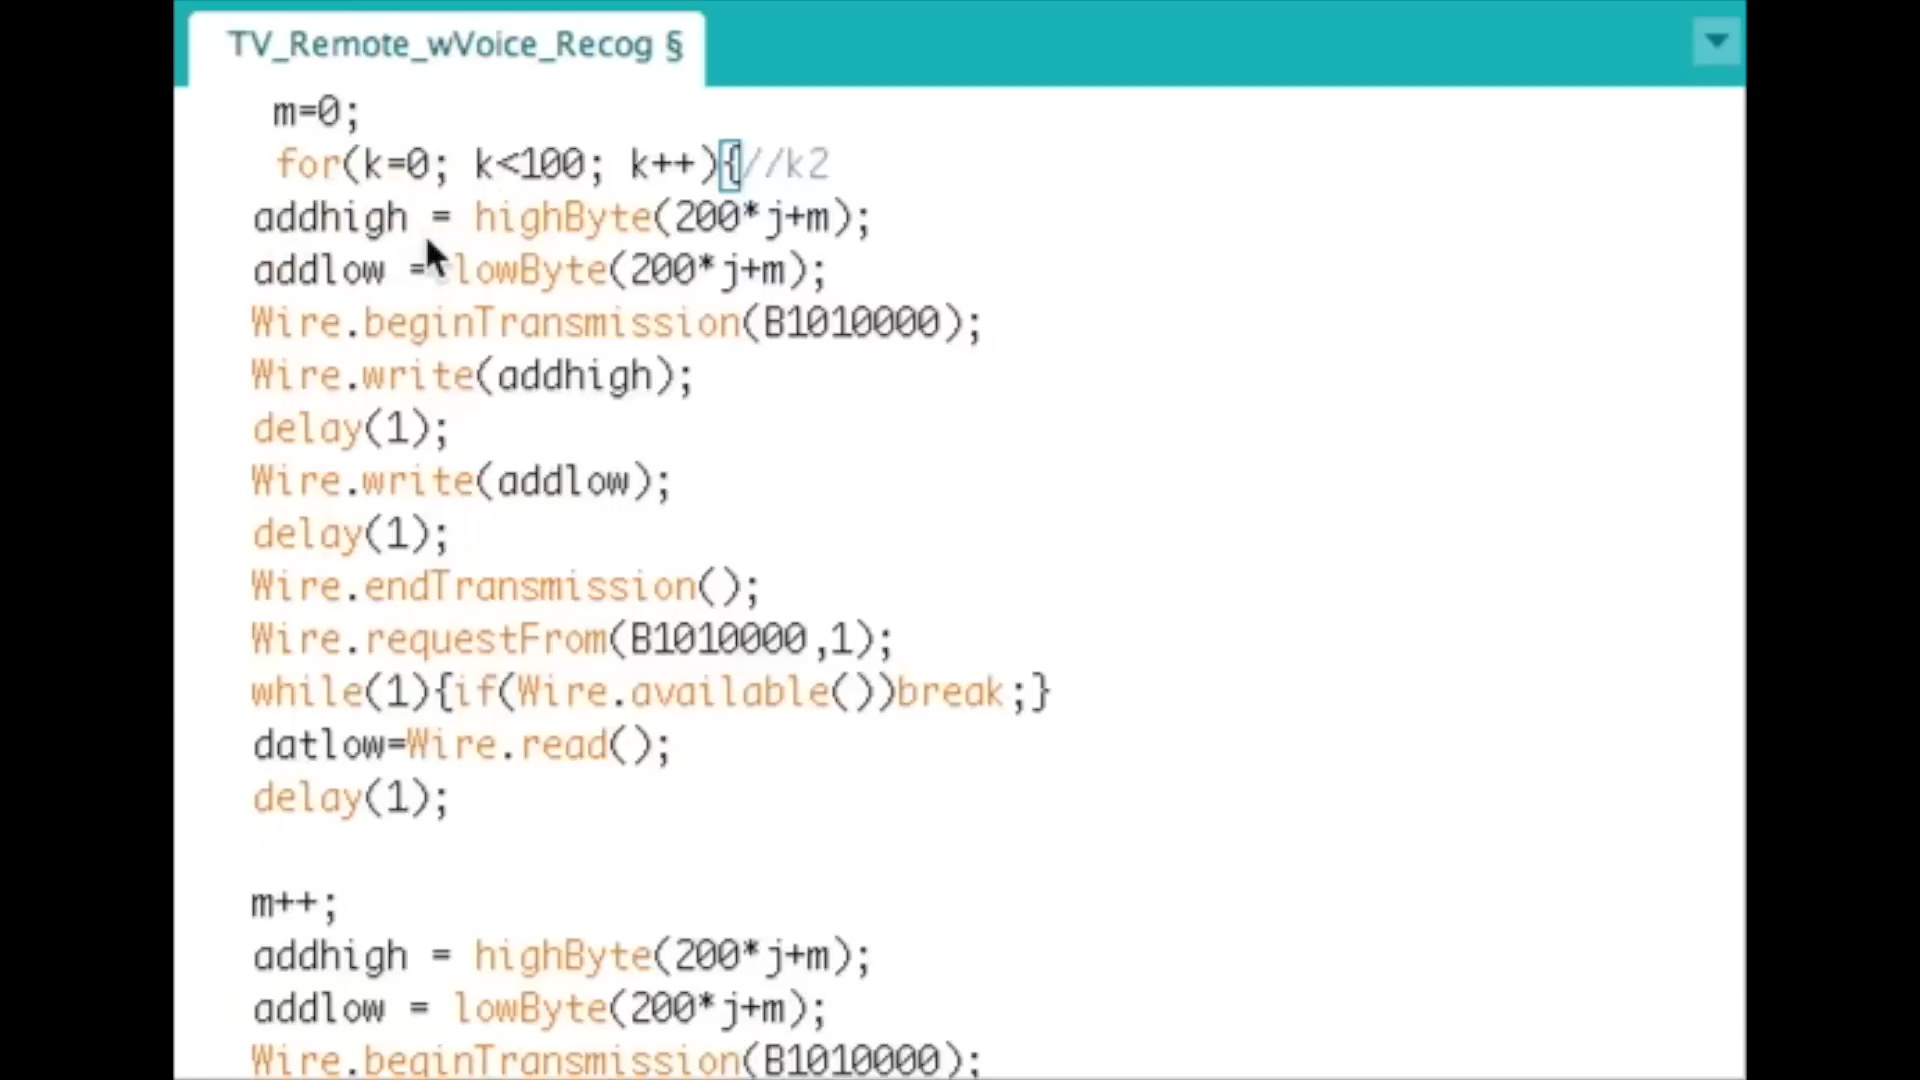 TV_Remote_wVoice_Recog §
m=0;
for(k=0; k<100; k++){//k2
addhigh = highByte(200*j+m);
addlow = lowByte(200*j+m);
Wire.beginTransmission(B1010000);
Wire.write(addhigh);
delay(1);
Wire.write(addlow);
delay(1);
Wire.endTransmission();
Wire.requestFrom(B1010000,1);
while(1){if(Wire.available())break;}
datlow=Wire.read();
delay(1);
m++;
addhigh = highByte(200*j+m);
addlow = lowByte(200*j+m);
Wire.beginTransmission(B1010000);